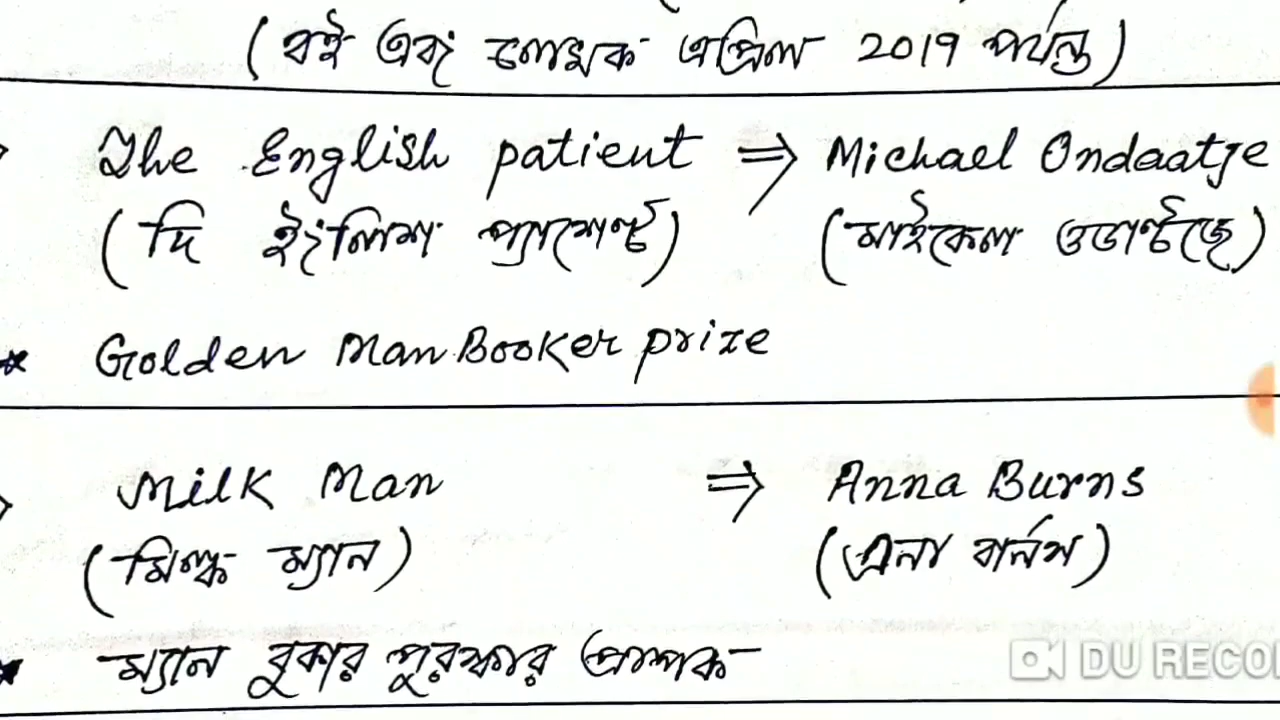 (বই এবং লেখক এপ্রিল 2019 পর্যন্ত)
The English patient ⇒ Michael Ondaatje
(দি ইংলিশ প্যাশেন্ট) (মাইকেল ওডান্টজে)
* Golden Man Booker prize
Milk Man ⇒ Anna Burns
(মিল্ক ম্যান) (এনা বার্নস)
* ম্যান বুকার পুরস্কার প্রাপক
DU RECO